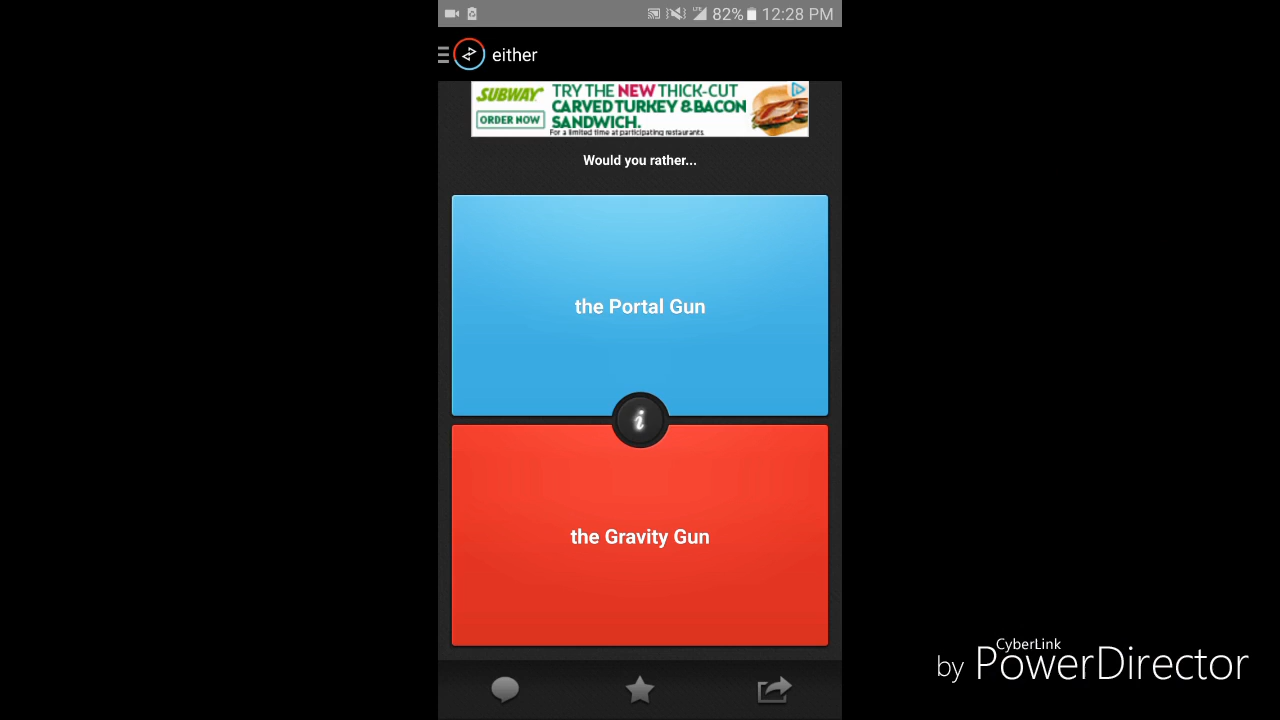 LTE 82% 12:28 PM
either
SUBWAY
ORDER NOW
TRY THE NEW THICK-CUT
CARVED TURKEY & BACON
SANDWICH.
For a limited time at participating restaurants.
Would you rather...
the Portal Gun
i
the Gravity Gun
CyberLink
by PowerDirector